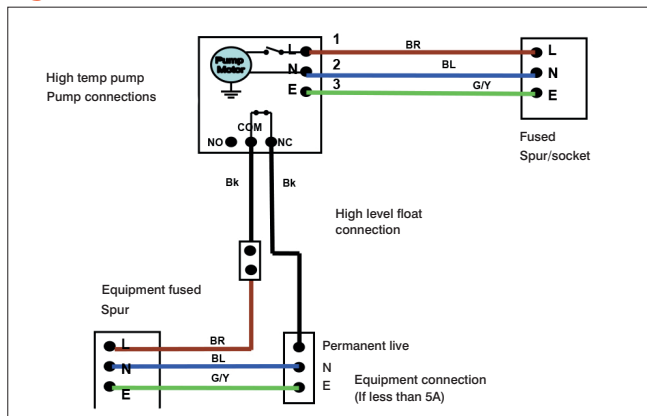 High temp pump
Pump connections
Pump
Motor
L
N
E
1
2
3
BR
BL
G/Y
L
N
E
Fused
Spur/socket
COM
NO
NC
Bk
Bk
High level float
connection
Equipment fused
Spur
L
N
E
BR
BL
G/Y
Permanent live
N
E
Equipment connection
(If less than 5A)